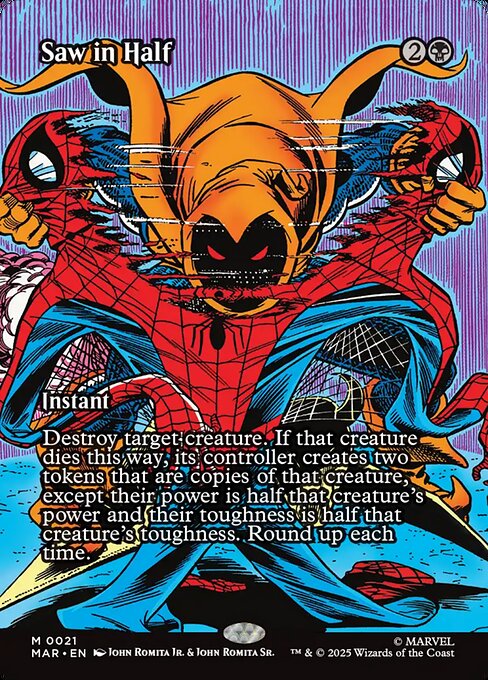 Saw in Half
2
Instant
Destroy target creature. If that creature
dies this way, its controller creates two
tokens that are copies of that creature,
except their power is half that creature's
power and their toughness is half that
creature's toughness. Round up each
time.
M 0021
MAR • EN John Romita Jr. & John Romita Sr.
© MARVEL
™ & © 2025 Wizards of the Coast